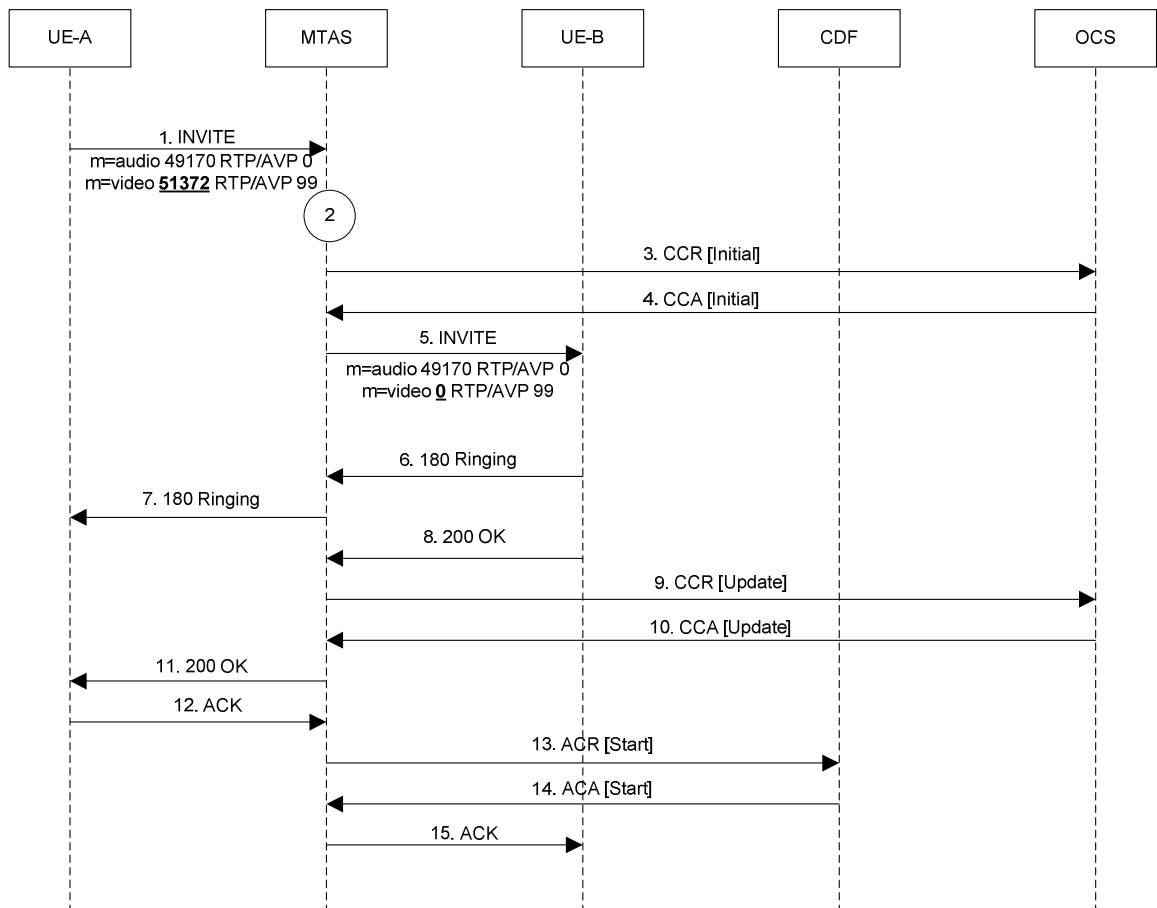 UE-A
MTAS
UE-B
CDF
OCS
1. INVITE
m=audio 49170 RTP/AVP 0
m=video 51372 RTP/AVP 99
2
3. CCR [Initial]
4. CCA [Initial]
5. INVITE
m=audio 49170 RTP/AVP 0
m=video 0 RTP/AVP 99
6. 180 Ringing
7. 180 Ringing
8. 200 OK
9. CCR [Update]
10. CCA [Update]
11. 200 OK
12. ACK
13. ACR [Start]
14. ACA [Start]
15. ACK